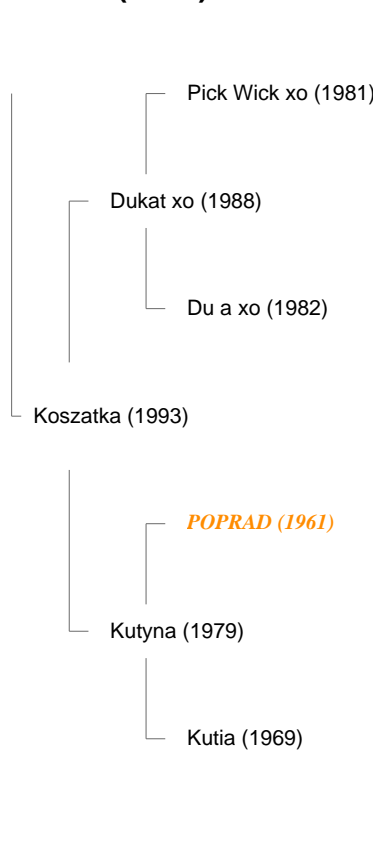 Pick Wick xo (1981)
Dukat xo (1988)
Du a xo (1982)
Koszatka (1993)
POPRAD (1961)
Kutyna (1979)
Kutia (1969)